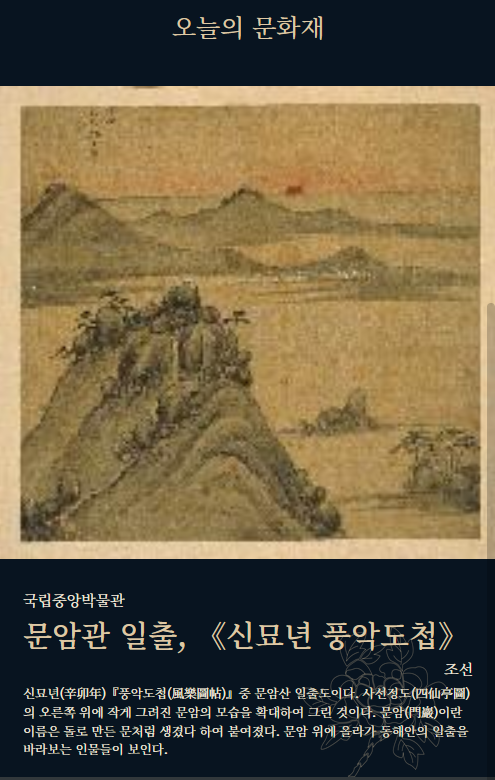 오늘의 문화재
국립중앙박물관
문암관 일출, 《신묘년 풍악도첩》
조선
신묘년(辛卯年)『풍악도첩(風樂圖帖)』중 문암산 일출도이다. 사선정도(四仙亭圖)
의 오른쪽 위에 작게 그려진 문암의 모습을 확대하여 그린 것이다. 문암(門巖)이란
이름은 돌로 만든 문처럼 생겼다 하여 붙여졌다. 문암 위에 올라가 동해안의 일출을
바라보는 인물들이 보인다.